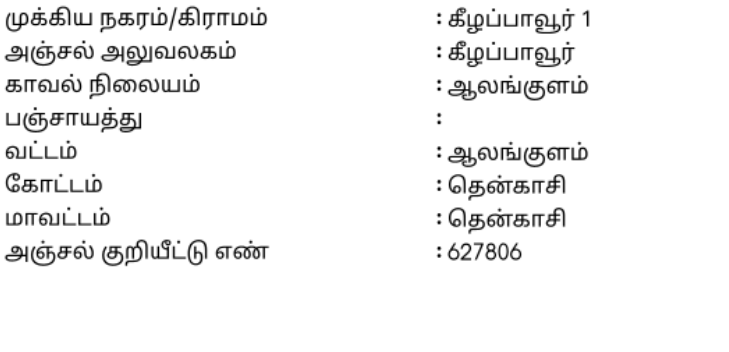 முக்கிய நகரம்/கிராமம் : கீழப்பாவூர் 1
அஞ்சல் அலுவலகம் : கீழப்பாவூர்
காவல் நிலையம் : ஆலங்குளம்
பஞ்சாயத்து :
வட்டம் : ஆலங்குளம்
கோட்டம் : தென்காசி
மாவட்டம் : தென்காசி
அஞ்சல் குறியீட்டு எண் : 627806